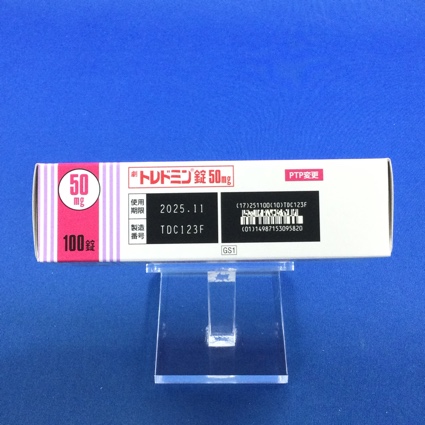 50
mg
100錠
劇 トレドミン®錠50mg
PTP変更
使用
期限
2025.11
製造
番号
TDC123F
(17)251100(10)TDC123F
(01)14987153095820
GS1